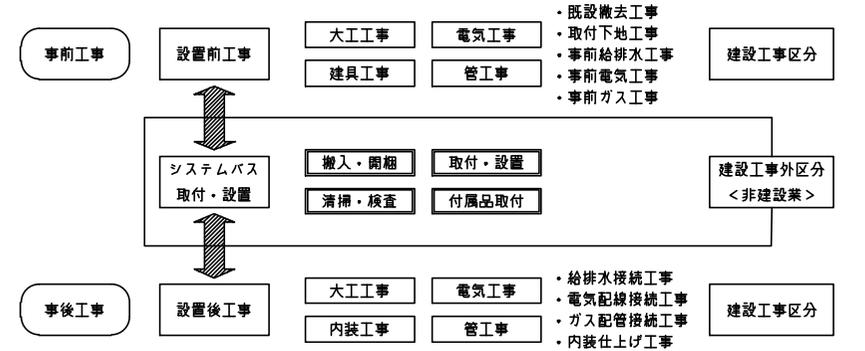 事前工事
設置前工事
大工工事
電気工事
建具工事
管工事
・既設撤去工事
・取付下地工事
・事前給排水工事
・事前電気工事
・事前ガス工事
建設工事区分
システムバス
取付・設置
搬入・開梱
取付・設置
清掃・検査
付属品取付
建設工事外区分
＜非建設業＞
事後工事
設置後工事
大工工事
電気工事
内装工事
管工事
・給排水接続工事
・電気配線接続工事
・ガス配管接続工事
・内装仕上げ工事
建設工事区分